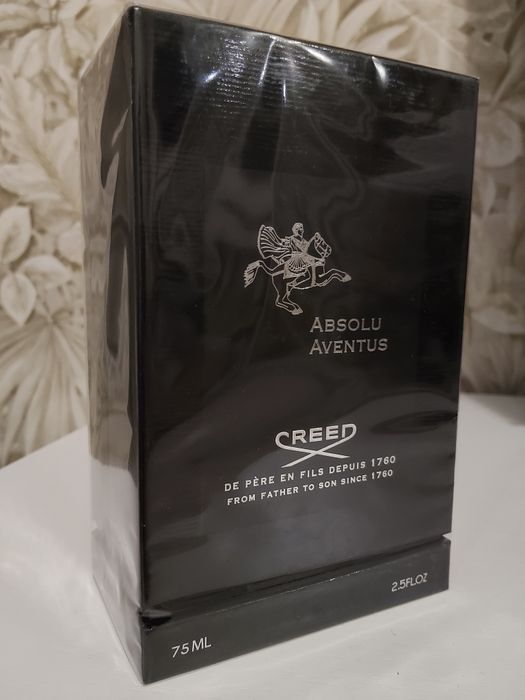 ABSOLU
AVENTUS
CREED
DE PÈRE EN FILS DEPUIS 1760
FROM FATHER TO SON SINCE 1760
75 ML
2.5FLOZ